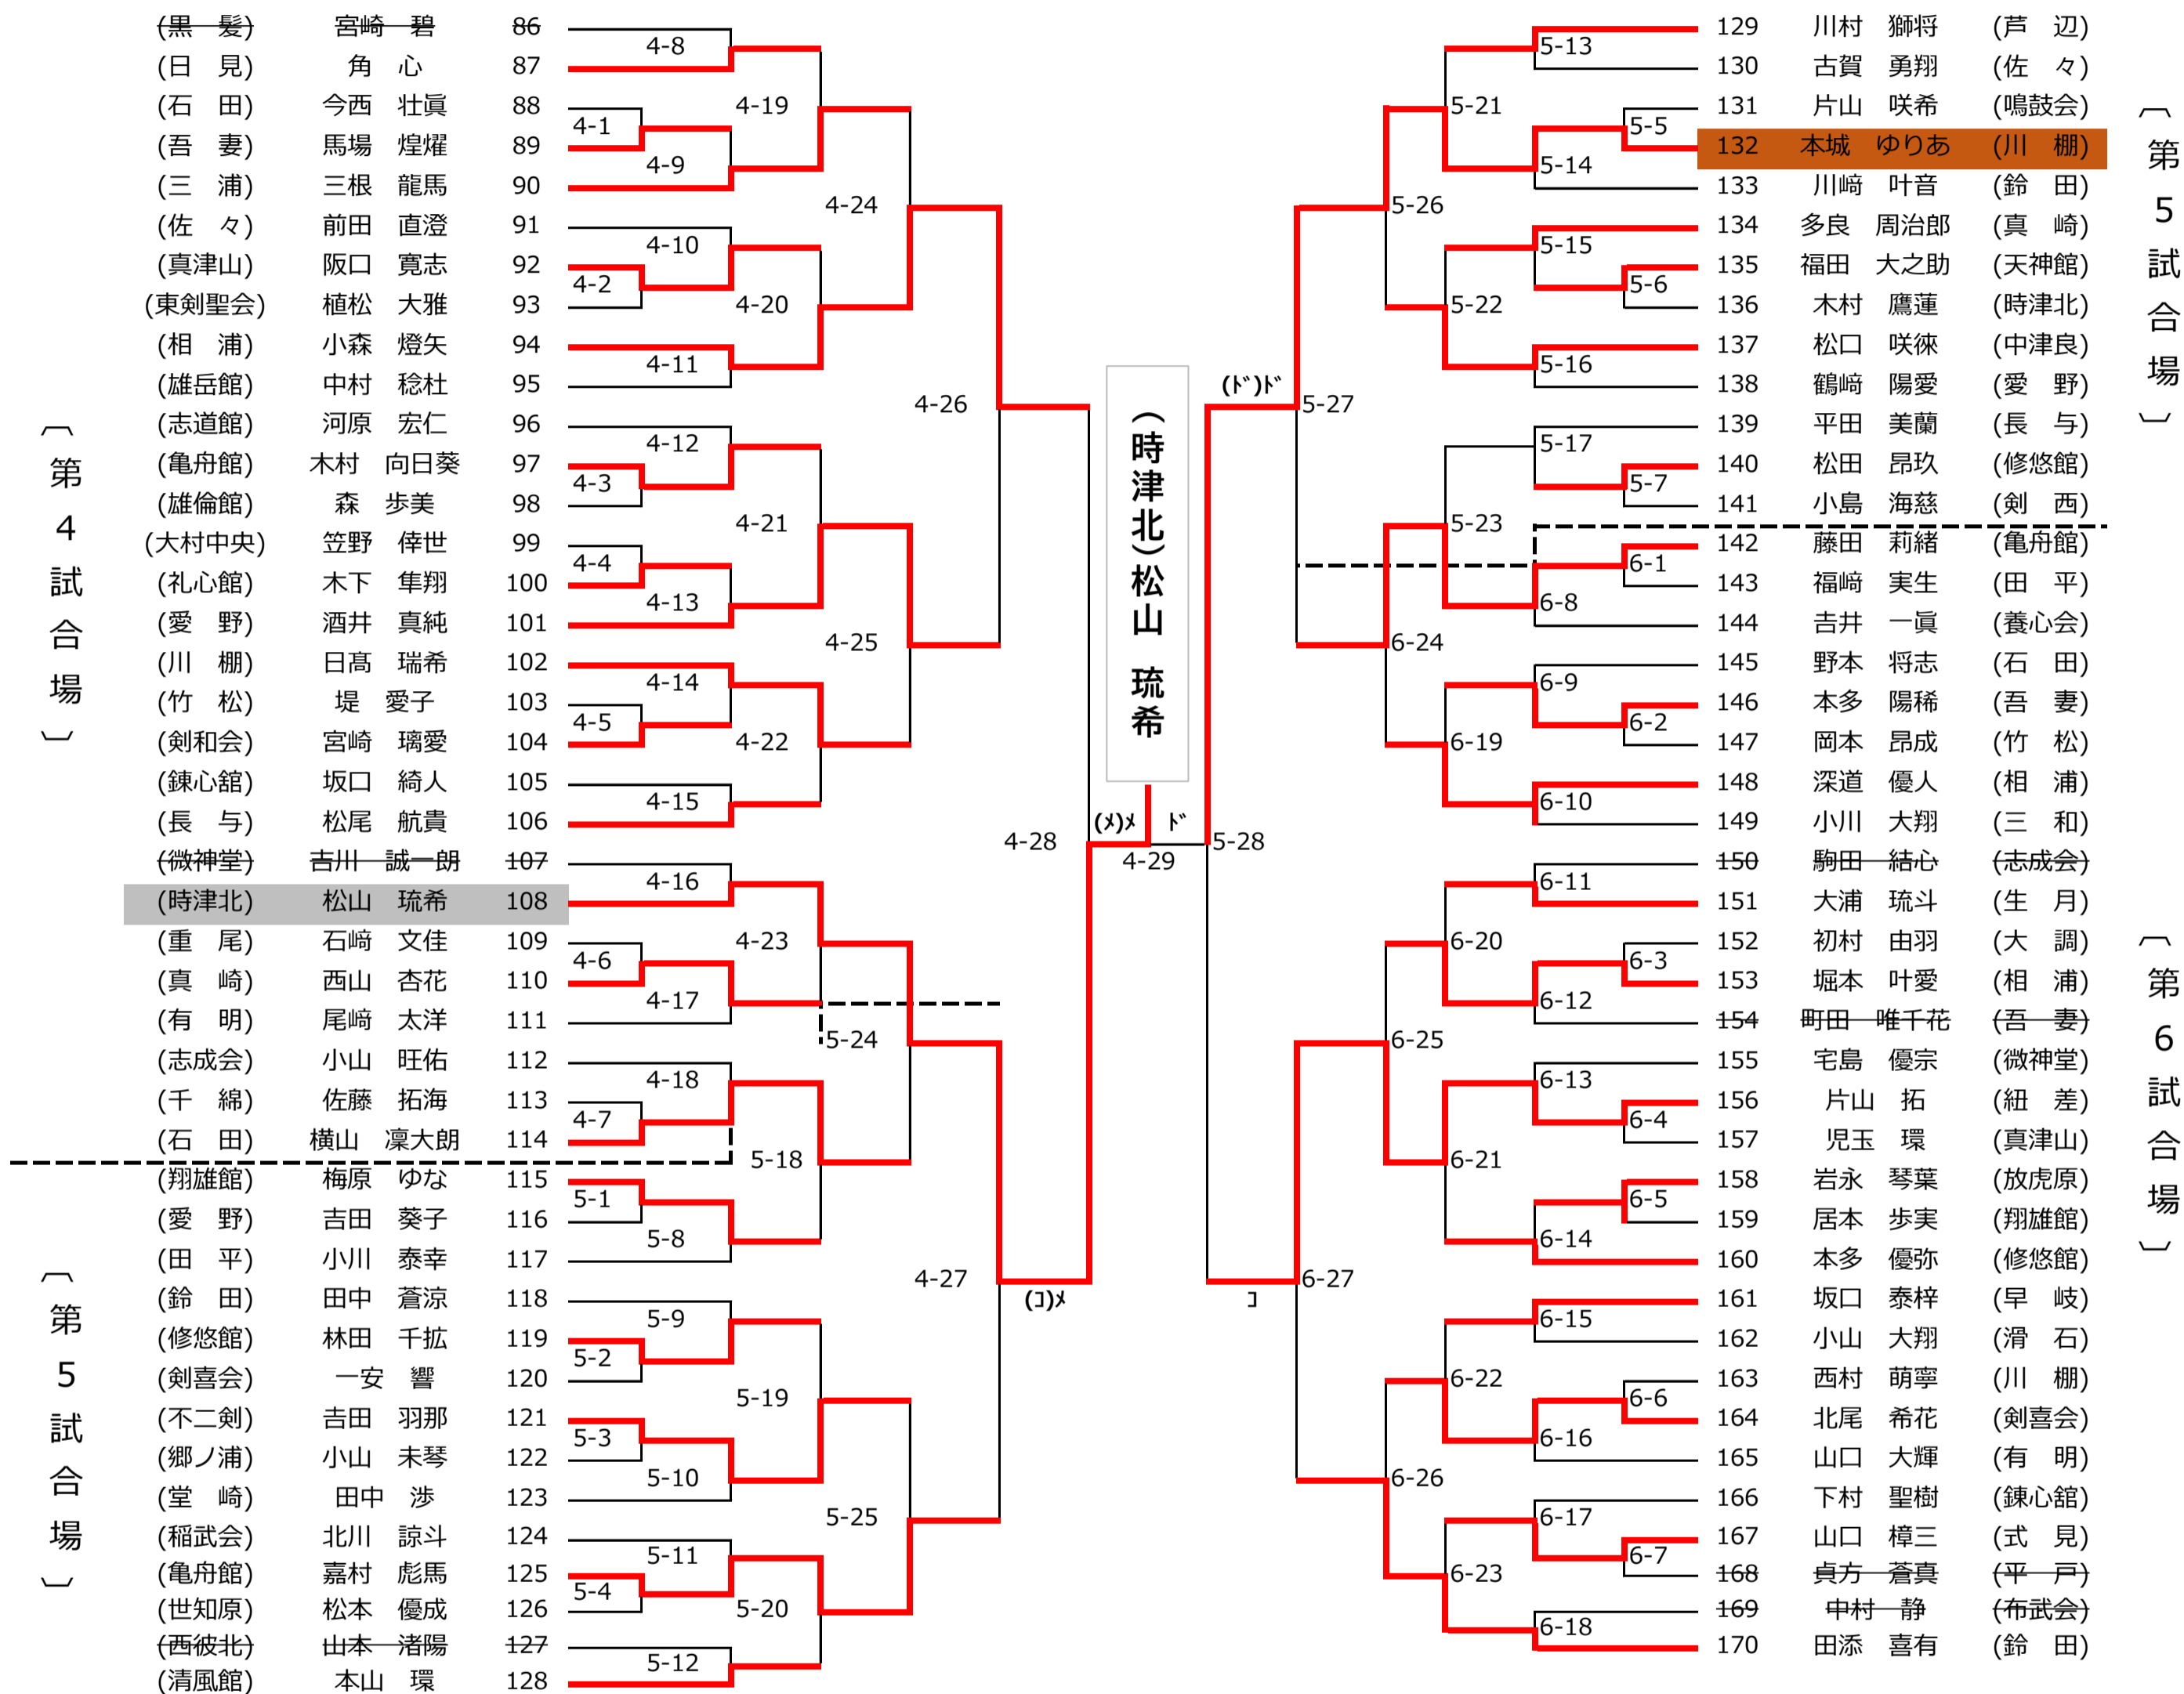 (黒　髪) 宮﨑　碧 86
(日　見) 角　心 87
(石　田) 今西　壮眞 88
(吾　妻) 馬場　煌燿 89
(三　浦) 三根　龍馬 90
(佐　々) 前田　直澄 91
(真津山) 阪口　寛志 92
(東剣聖会) 植松　大雅 93
(相　浦) 小森　燈矢 94
(雄岳館) 中村　稔杜 95
(志道館) 河原　宏仁 96
(亀舟館) 木村　向日葵 97
(雄倫館) 森　歩美 98
(大村中央) 笠野　倖世 99
(礼心館) 木下　隼翔 100
(愛　野) 酒井　真純 101
(川　棚) 日髙　瑞希 102
(竹　松) 堤　愛子 103
(剣和会) 宮崎　璃愛 104
(錬心舘) 坂口　綺人 105
(長　与) 松尾　航貴 106
(微神堂) 吉川　誠一朗 107
(時津北) 松山　琉希 108
(重　尾) 石﨑　文佳 109
(真　崎) 西山　杏花 110
(有　明) 尾﨑　太洋 111
(志成会) 小山　旺佑 112
(千　綿) 佐藤　拓海 113
(石　田) 横山　凜大朗 114
(翔雄館) 梅原　ゆな 115
(愛　野) 吉田　葵子 116
(田　平) 小川　泰幸 117
(鈴　田) 田中　蒼涼 118
(修悠館) 林田　千拡 119
(剣喜会) 一安　響 120
(不二剣) 吉田　羽那 121
(郷ノ浦) 小山　未琴 122
(堂　崎) 田中　渉 123
(稲武会) 北川　諒斗 124
(亀舟館) 嘉村　彪馬 125
(世知原) 松本　優成 126
(西彼北) 山本　渚陽 127
(清風館) 本山　環 128
〔第4試合場〕
〔第5試合場〕
4-1
4-2
4-3
4-4
4-5
4-6
4-7
5-1
5-2
5-3
5-4
4-8
4-9
4-10
4-11
4-12
4-13
4-14
4-15
4-16
4-17
4-18
5-8
5-9
5-10
5-11
5-12
4-19
4-20
4-21
4-22
4-23
5-18
5-19
5-20
4-24
4-25
5-24
5-25
4-26
4-27
(ｺ)ﾒ
4-28
(時津北)松山　琉希
(ﾒ)ﾒ ﾄﾞ
4-29
5-28
(ﾄﾞ)ﾄﾞ
5-27
ｺ
6-27
5-26
6-24
6-25
6-26
5-21
5-22
5-23
6-19
6-20
6-21
6-22
6-23
5-13
5-14
5-15
5-16
5-17
6-8
6-9
6-10
6-11
6-12
6-13
6-14
6-15
6-16
6-17
6-18
5-5
5-6
5-7
6-1
6-2
6-3
6-4
6-5
6-6
6-7
129 川村　獅将 (芦　辺)
130 古賀　勇翔 (佐　々)
131 片山　咲希 (鳴鼓会)
132 本城　ゆりあ (川　棚)
133 川﨑　叶音 (鈴　田)
134 多良　周治郎 (真　崎)
135 福田　大之助 (天神館)
136 木村　鷹蓮 (時津北)
137 松口　咲徠 (中津良)
138 鶴﨑　陽愛 (愛　野)
139 平田　美蘭 (長　与)
140 松田　昂玖 (修悠館)
141 小島　海慈 (剣　西)
142 藤田　莉緒 (亀舟館)
143 福﨑　実生 (田　平)
144 吉井　一眞 (養心会)
145 野本　将志 (石　田)
146 本多　陽稀 (吾　妻)
147 岡本　昂成 (竹　松)
148 深道　優人 (相　浦)
149 小川　大翔 (三　和)
150 駒田　結心 (志成会)
151 大浦　琉斗 (生　月)
152 初村　由羽 (大　調)
153 堀本　叶愛 (相　浦)
154 町田　唯千花 (吾　妻)
155 宅島　優宗 (微神堂)
156 片山　拓 (紐　差)
157 児玉　環 (真津山)
158 岩永　琴葉 (放虎原)
159 居本　歩実 (翔雄館)
160 本多　優弥 (修悠館)
161 坂口　泰梓 (早　岐)
162 小山　大翔 (滑　石)
163 西村　萌寧 (川　棚)
164 北尾　希花 (剣喜会)
165 山口　大輝 (有　明)
166 下村　聖樹 (錬心舘)
167 山口　樟三 (式　見)
168 貞方　蒼真 (平　戸)
169 中村　静 (布武会)
170 田添　喜有 (鈴　田)
〔第5試合場〕
〔第6試合場〕